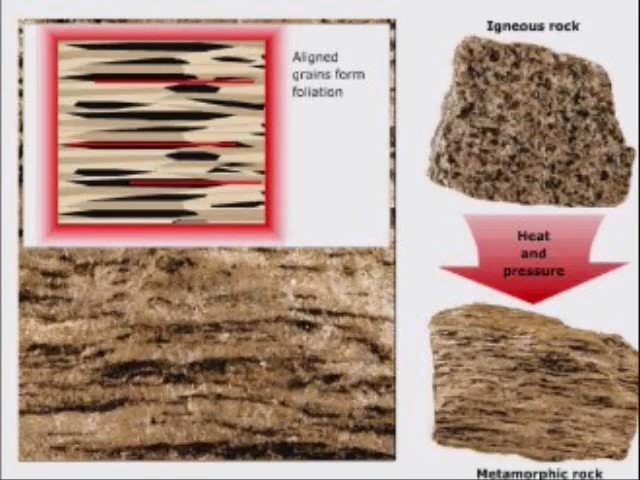 Aligned
grains form
foliation
Igneous rock
Heat
and
pressure
Metamorphic rock